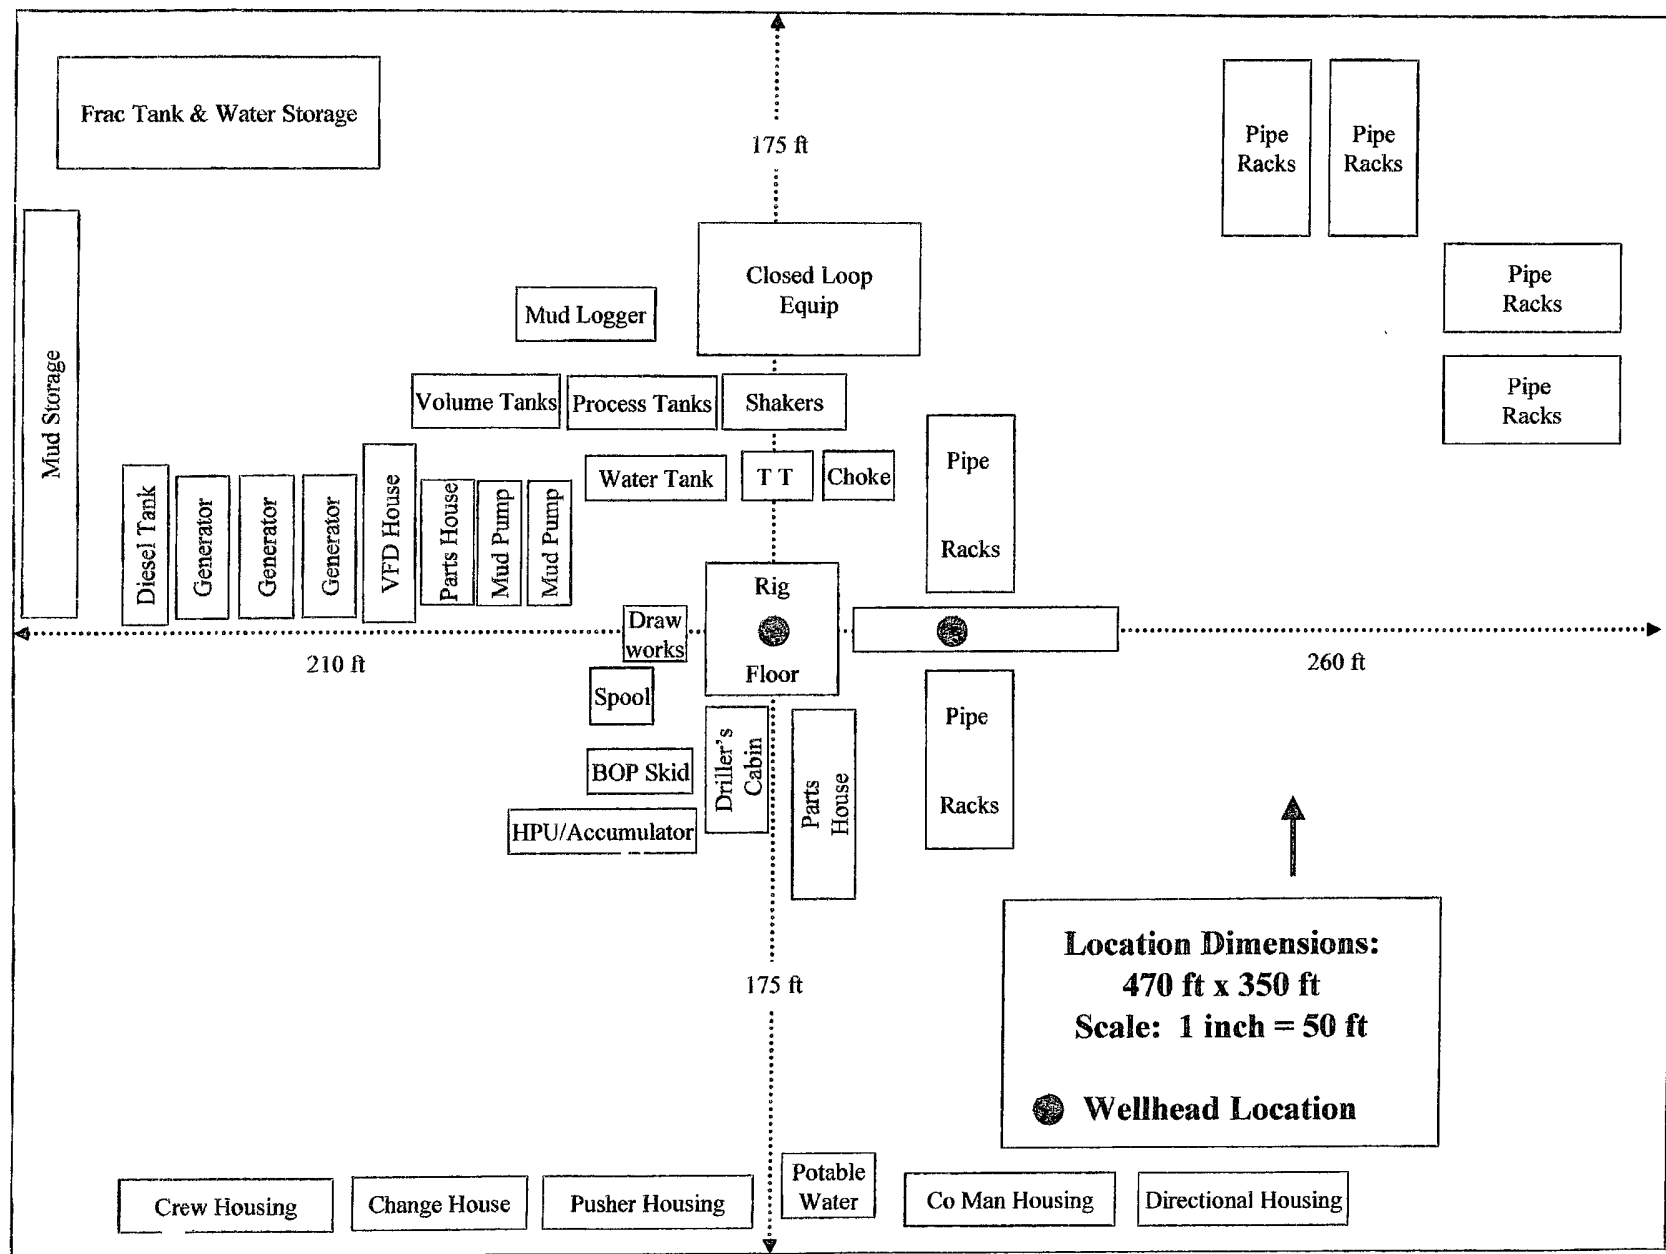 Frac Tank & Water Storage
175 ft
Pipe
Racks
Pipe
Racks
Closed Loop
Equip
Pipe
Racks
Mud Logger
Mud Storage
Volume Tanks
Process Tanks
Shakers
Pipe
Racks
Diesel Tank
Generator
Generator
Generator
VFD House
Parts House
Mud Pump
Mud Pump
Water Tank
T T
Choke
Pipe
Racks
Rig
Floor
Draw
works
210 ft
260 ft
Spool
BOP Skid
HPU/Accumulator
Driller's
Cabin
Parts
House
Pipe
Racks
Location Dimensions:
470 ft x 350 ft
Scale: 1 inch = 50 ft
Wellhead Location
175 ft
Crew Housing
Change House
Pusher Housing
Potable
Water
Co Man Housing
Directional Housing